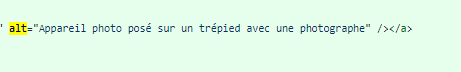 ' alt="Appareil photo posé sur un trépied avec une photographe" /></a>